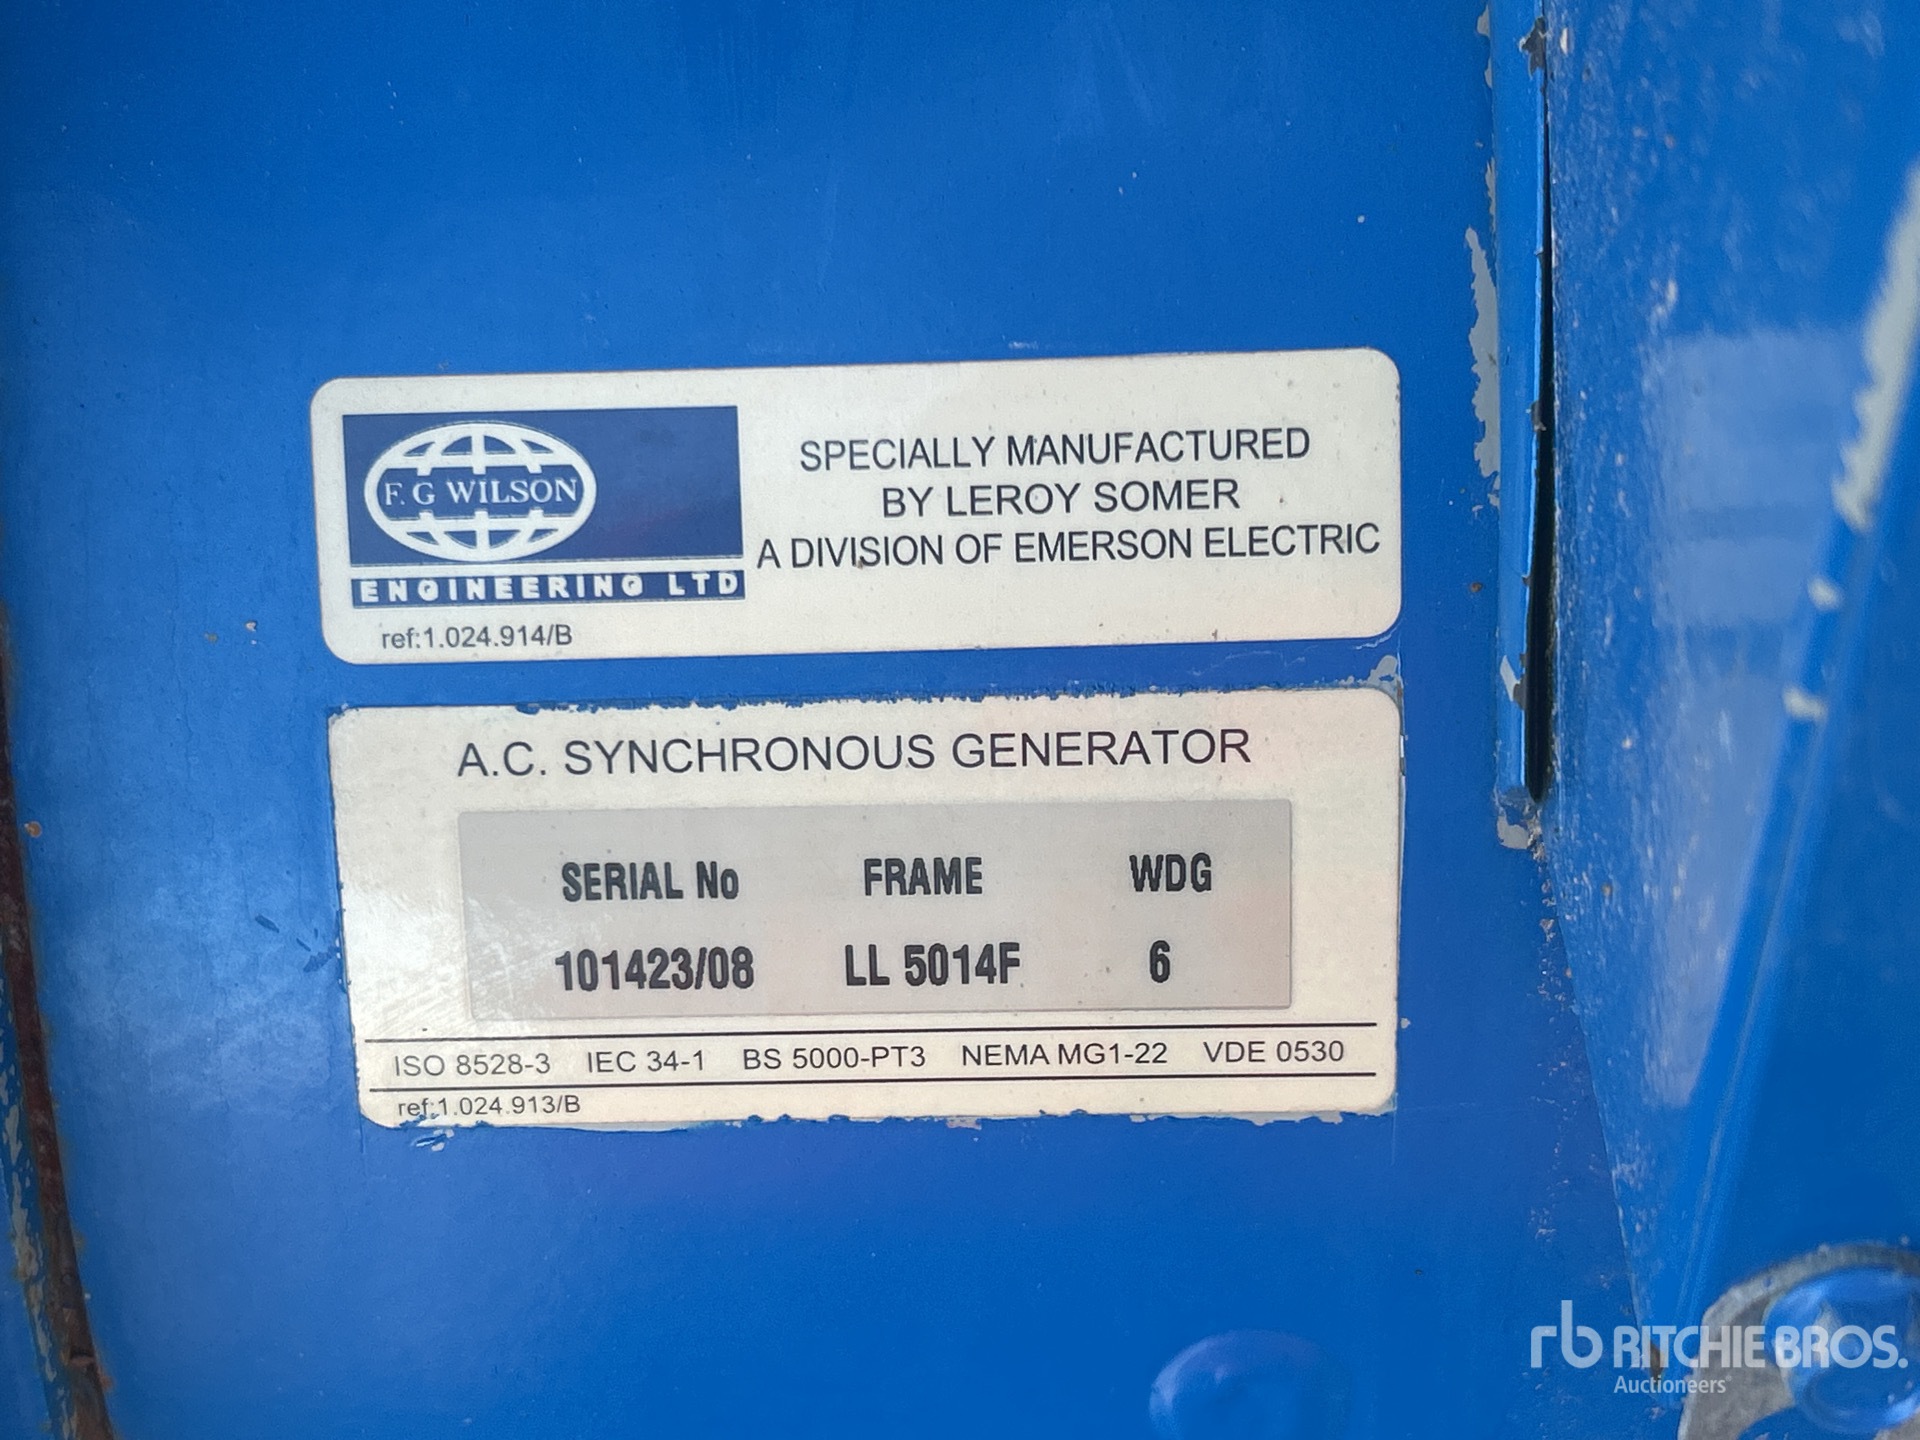 F. G WILSON
ENGINEERING LTD
SPECIALLY MANUFACTURED
BY LEROY SOMER
A DIVISION OF EMERSON ELECTRIC
ref:1.024.914/B
A.C. SYNCHRONOUS GENERATOR
SERIAL No FRAME WDG
101423/08 LL 5014F 6
ISO 8528-3 IEC 34-1 BS 5000-PT3 NEMA MG1-22 VDE 0530
ref:1.024.913/B
rb RITCHIE BROS.
Auctioneers